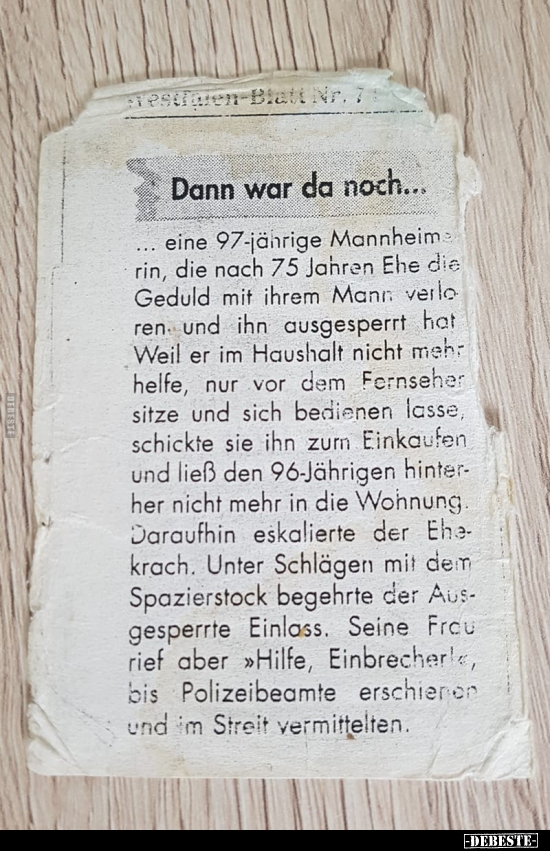 Westfalen-Blatt Nr. 7
Dann war da noch...
... eine 97-jährige Mannheime-
rin, die nach 75 Jahren Ehe die
Geduld mit ihrem Mann verlo-
ren und ihn ausgesperrt hat
Weil er im Haushalt nicht mehr
helfe, nur vor dem Fernseher
sitze und sich bedienen lasse,
schickte sie ihn zum Einkaufen
und ließ den 96-Jährigen hinter-
her nicht mehr in die Wohnung.
Daraufhin eskalierte der Ehe-
krach. Unter Schlägen mit dem
Spazierstock begehrte der Aus-
gesperrte Einlass. Seine Frau
rief aber »Hilfe, Einbrecher!«,
bis Polizeibeamte erschienen
und im Streit vermittelten.
-DEBESTE-